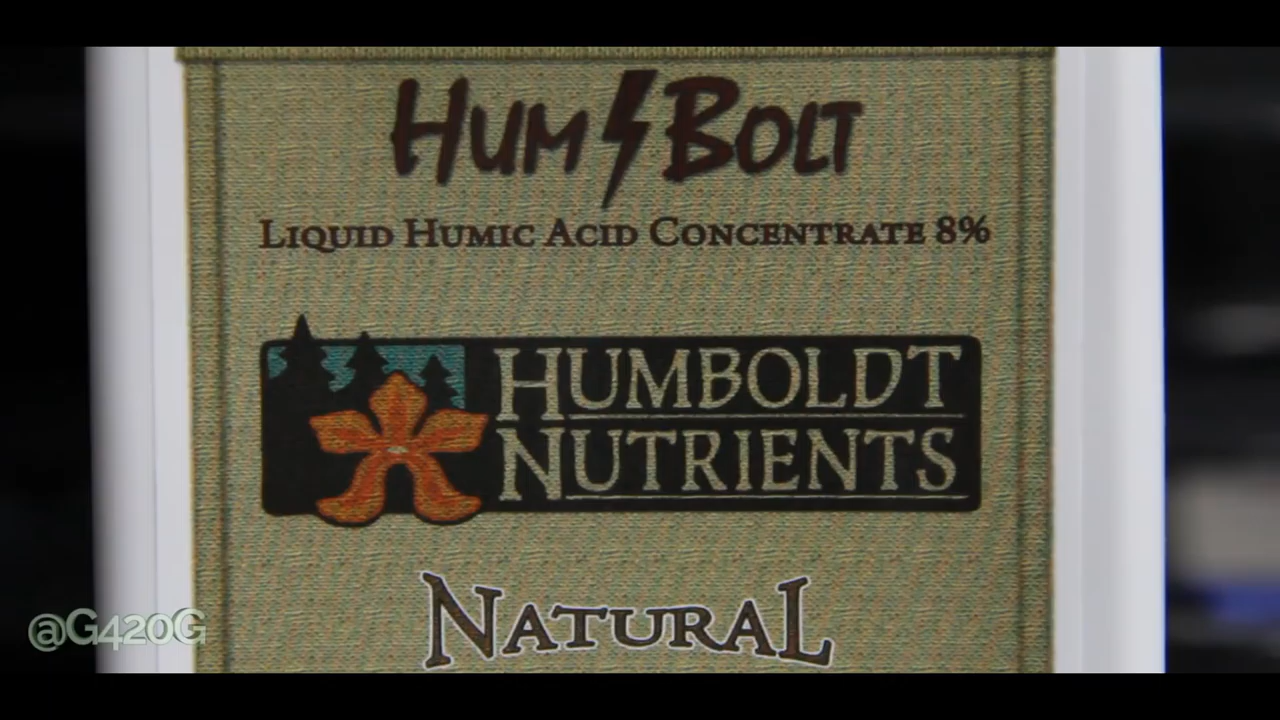 HUM BOLT
LIQUID HUMIC ACID CONCENTRATE 8%
HUMBOLDT
NUTRIENTS
NATURAL
@G420G